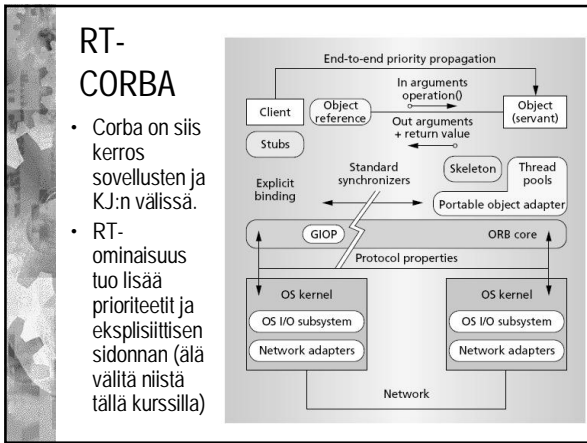 RT-
CORBA
• Corba on siis
kerros
sovellusten ja
KJ:n välissä.
• RT-
ominaisuus
tuo lisää
prioriteetit ja
eksplisiittisen
sidonnan (älä
välitä niistä
tällä kurssilla)
End-to-end priority propagation
In arguments
operation()
Client
Object
reference
Object
(servant)
Out arguments
+ return value
Stubs
Standard
synchronizers
Skeleton
Thread
pools
Explicit
binding
Portable object adapter
GIOP
ORB core
Protocol properties
OS kernel
OS kernel
OS I/O subsystem
OS I/O subsystem
Network adapters
Network adapters
Network